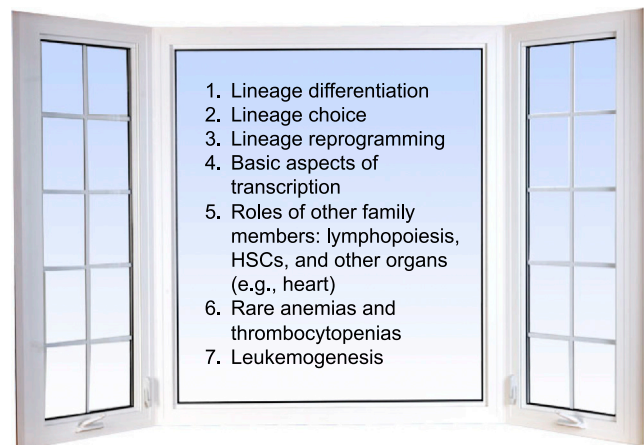 1. Lineage differentiation
2. Lineage choice
3. Lineage reprogramming
4. Basic aspects of
transcription
5. Roles of other family
members: lymphopoiesis,
HSCs, and other organs
(e.g., heart)
6. Rare anemias and
thrombocytopenias
7. Leukemogenesis